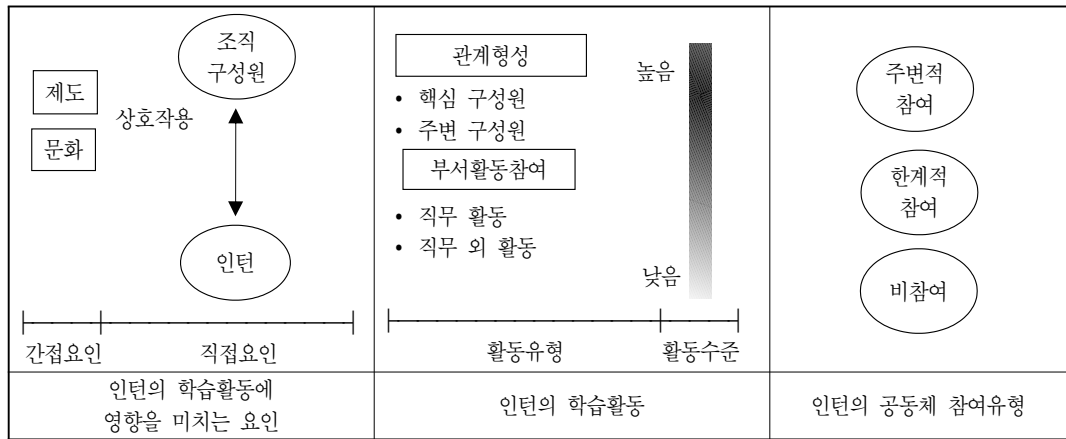 조직
구성원
제도
상호작용
문화
인턴
간접요인
직접요인
인턴의 학습활동에
영향을 미치는 요인
관계형성
• 핵심 구성원
• 주변 구성원
부서활동참여
• 직무 활동
• 직무 외 활동
높음
낮음
활동유형
활동수준
인턴의 학습활동
주변적
참여
한계적
참여
비참여
인턴의 공동체 참여유형